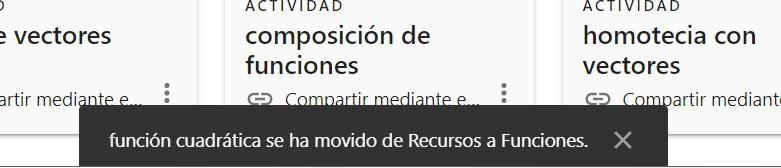 ACTIVIDAD
ACTIVIDAD
e vectores
composición de
funciones
homotecia con
vectores
artir mediante e...
Compartir mediante e...
Compartir mediant
función cuadrática se ha movido de Recursos a Funciones.